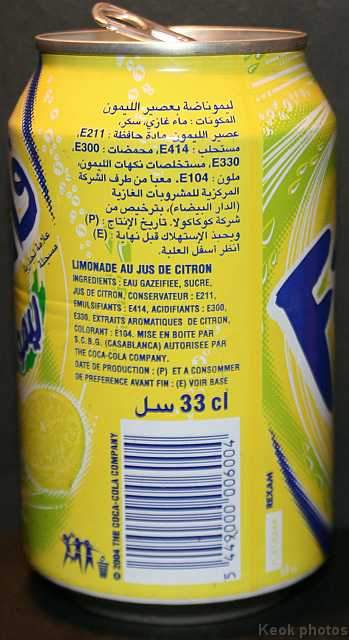 ليموناضة بعصير الليمون
المكونات : ماء غازي، سكر،
عصير الليمون، مادة حافظة : E211،
مستحلب : E414، محمضات : E300،
E330، مستخلصات نكهات الليمون،
ملون : E104. معبأ من طرف الشركة
المركزية للمشروبات الغازية
(الدار البيضاء)، بترخيص من
شركة كوكاكولا. تاريخ الإنتاج : (P)
ويحبذ الإستهلاك قبل نهاية : (E)
أنظر أسفل العلبة.
LIMONADE AU JUS DE CITRON
INGREDIENTS : EAU GAZEIFIEE, SUCRE,
JUS DE CITRON, CONSERVATEUR : E211,
EMULSIFIANTS : E414, ACIDIFIANTS : E300,
E330, EXTRAITS AROMATIQUES DE CITRON,
COLORANT : E104. MISE EN BOITE PAR
S.C.B.G. (CASABLANCA) AUTORISEE PAR
THE COCA-COLA COMPANY.
DATE DE PRODUCTION : (P) ET A CONSOMMER
DE PREFERENCE AVANT FIN : (E) VOIR BASE
33 cl سل
© 2004 THE COCA-COLA COMPANY
5 449000 006004
REXAM
Keok photos